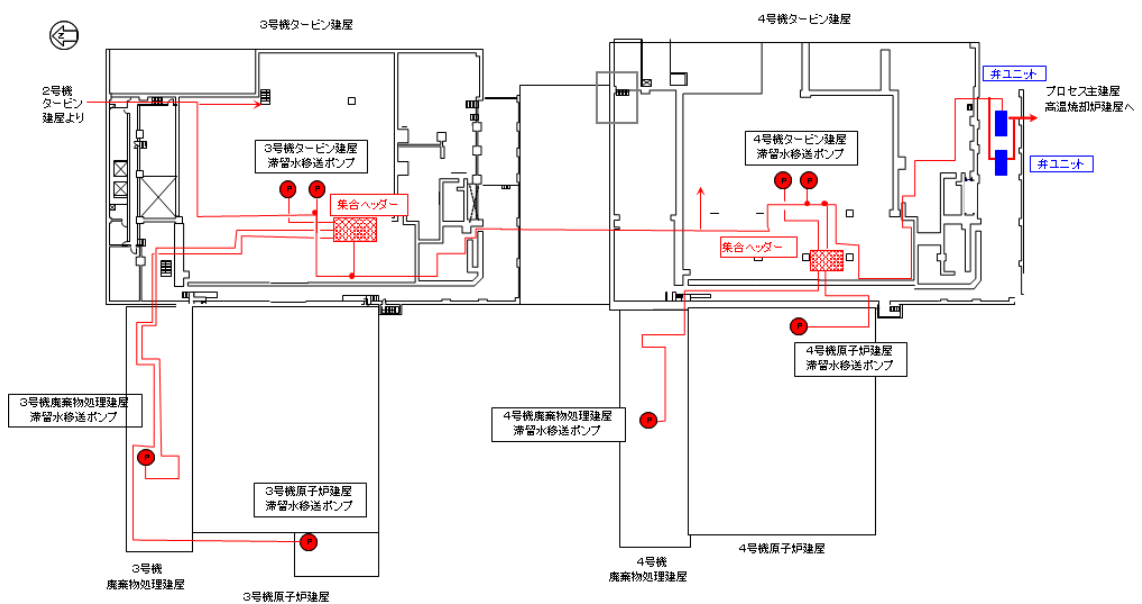 3号機タービン建屋
4号機タービン建屋
N
2号機
タービン
建屋より
弁ユニット
プロセス主建屋
高温焼却炉建屋へ
3号機タービン建屋
滞留水移送ポンプ
4号機タービン建屋
滞留水移送ポンプ
弁ユニット
P
P
P
P
集合ヘッダー
集合ヘッダー
P
4号機原子炉建屋
滞留水移送ポンプ
3号機廃棄物処理建屋
滞留水移送ポンプ
4号機廃棄物処理建屋
滞留水移送ポンプ
P
P
3号機原子炉建屋
滞留水移送ポンプ
P
4号機原子炉建屋
3号機
廃棄物処理建屋
4号機
廃棄物処理建屋
3号機原子炉建屋